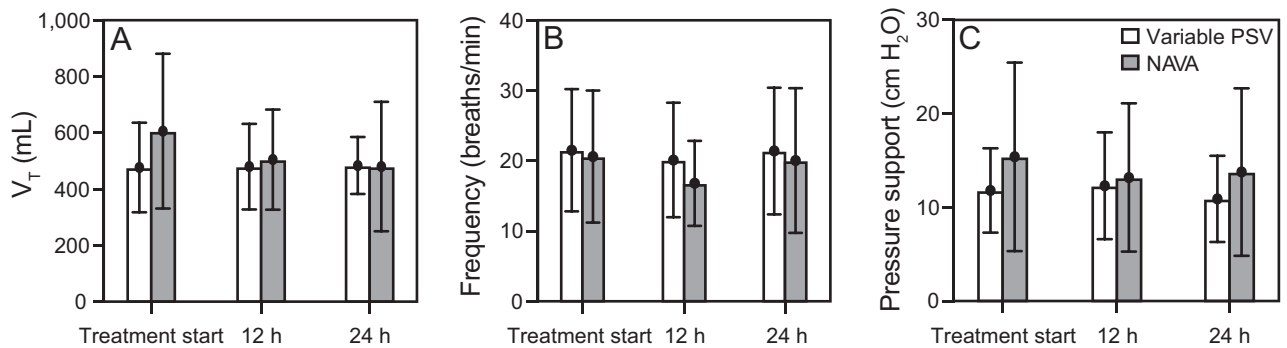 A
V_T (mL)
1,000
800
600
400
200
0
Treatment start 12 h 24 h
B
Frequency (breaths/min)
40
30
20
10
0
Treatment start 12 h 24 h
C
Pressure support (cm H₂O)
30
20
10
0
Treatment start 12 h 24 h
Variable PSV
NAVA